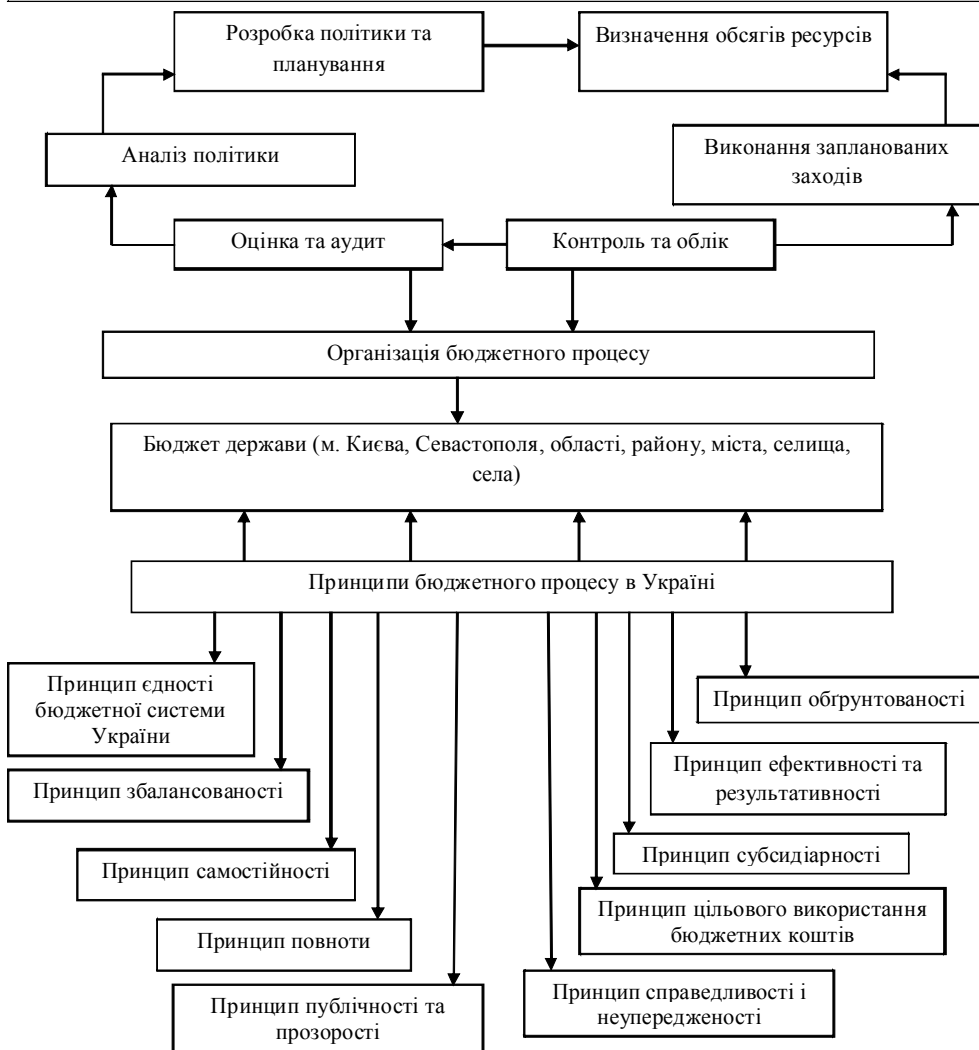 Розробка політики та
планування
Визначення обсягів ресурсів
Аналіз політики
Виконання запланованих
заходів
Оцінка та аудит
Контроль та облік
Організація бюджетного процесу
Бюджет держави (м. Києва, Севастополя, області, району, міста, селища,
села)
Принципи бюджетного процесу в Україні
Принцип єдності
бюджетної системи
України
Принцип обґрунтованості
Принцип збалансованості
Принцип ефективності та
результативності
Принцип самостійності
Принцип субсидіарності
Принцип повноти
Принцип цільового використання
бюджетних коштів
Принцип публічності та
прозорості
Принцип справедливості і
неупередженості